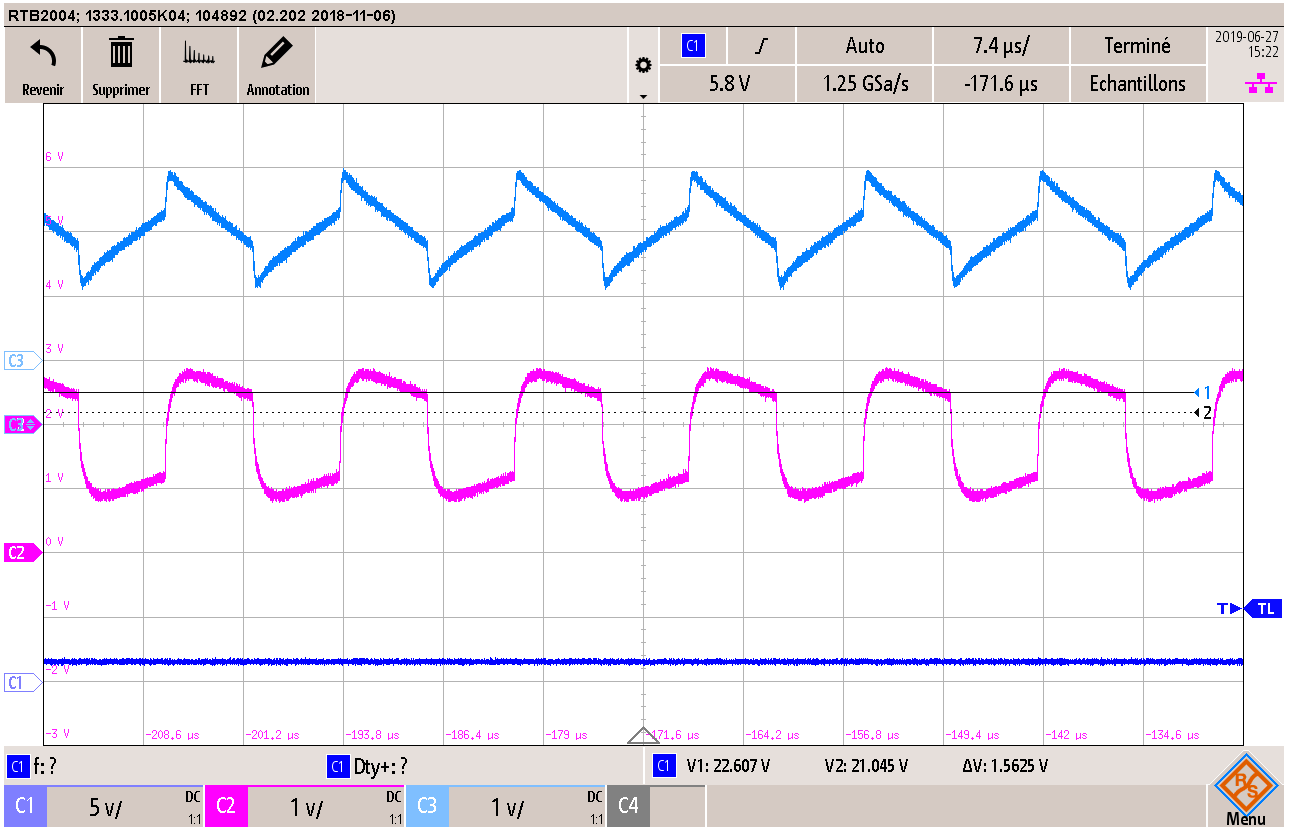 RTB2004; 1333.1005K04; 104892 (02.202 2018-11-06)
Revenir
Supprimer
FFT
Annotation
C1
Auto
7.4 µs/
Terminé
5.8 V
1.25 GSa/s
-171.6 µs
Echantillons
2019-06-27
15:22
6 V
4 V
3 V
2 V
1 V
0 V
-1 V
-2 V
-3 V
C3
C2
C1
1
2
T
TL
-208.6 µs
-201.2 µs
-193.8 µs
-186.4 µs
-179 µs
-171.6 µs
-164.2 µs
-156.8 µs
-149.4 µs
-142 µs
-134.6 µs
C1 f: ?
C1 Dty+: ?
C1 V1: 22.607 V V2: 21.045 V ΔV: 1.5625 V
C1 5 V/ DC 1:1
C2 1 V/ DC 1:1
C3 1 V/ DC 1:1
C4
R/S
Menu